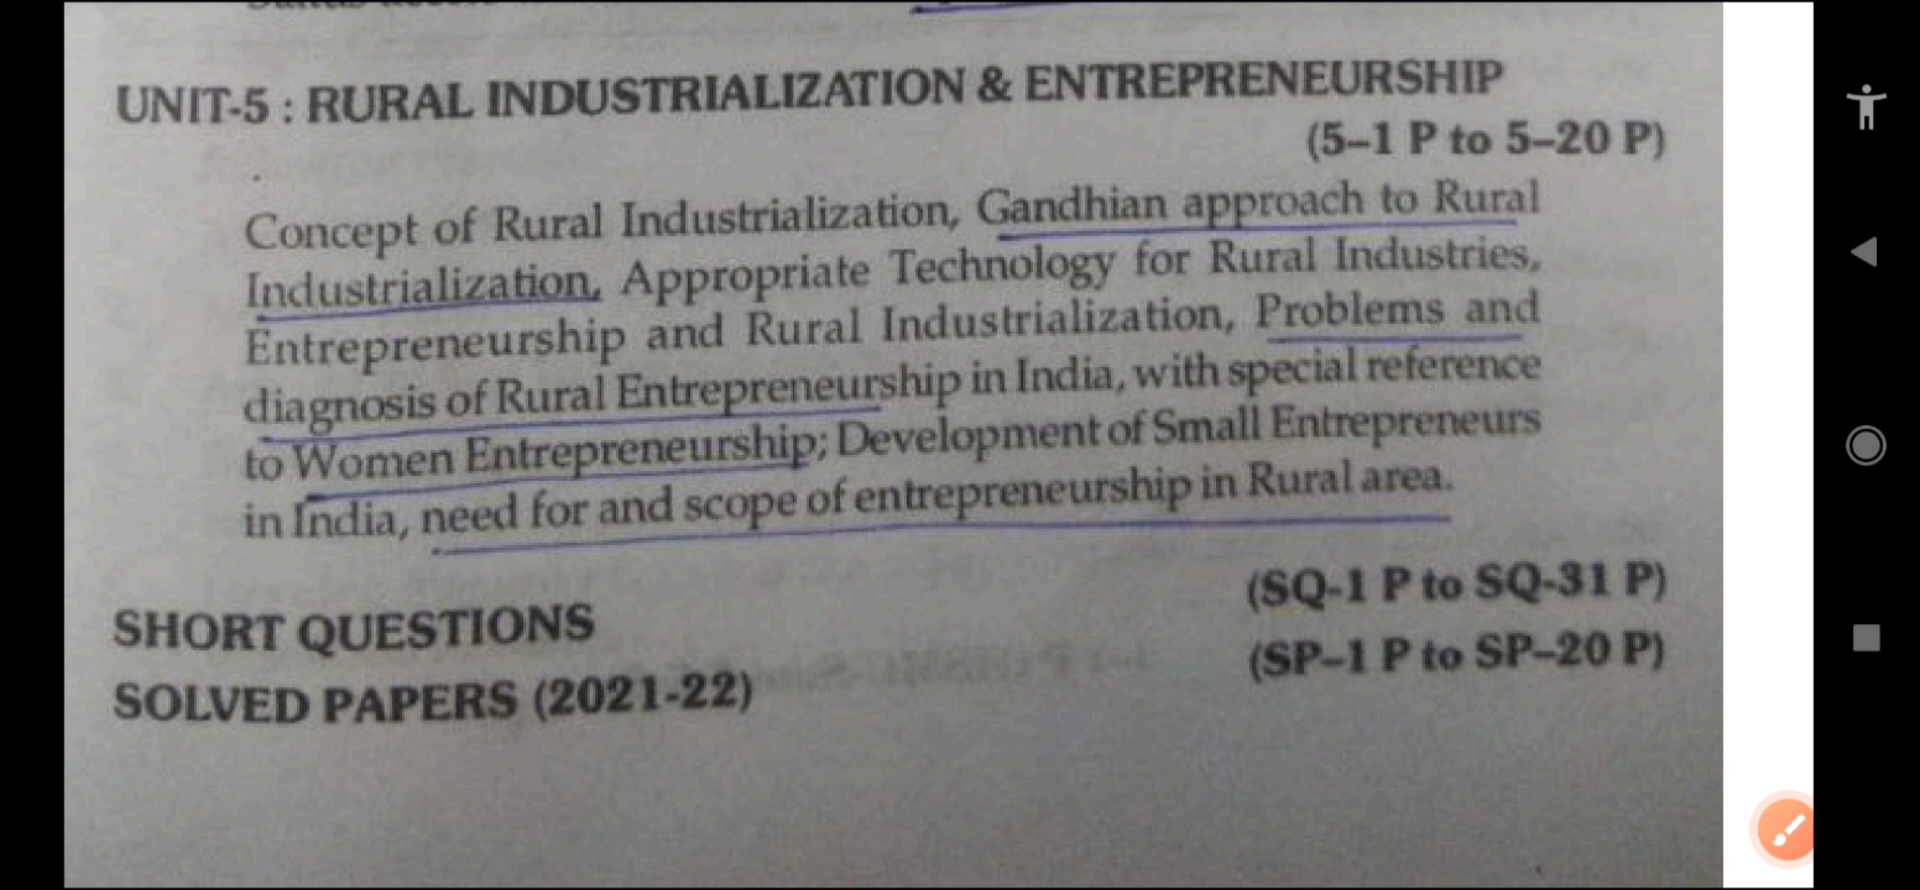 UNIT-5 : RURAL INDUSTRIALIZATION & ENTREPRENEURSHIP
(5–1 P to 5–20 P)
Concept of Rural Industrialization, Gandhian approach to Rural
Industrialization, Appropriate Technology for Rural Industries,
Entrepreneurship and Rural Industrialization, Problems and
diagnosis of Rural Entrepreneurship in India, with special reference
to Women Entrepreneurship; Development of Small Entrepreneurs
in India, need for and scope of entrepreneurship in Rural area.
SHORT QUESTIONS (SQ-1 P to SQ-31 P)
SOLVED PAPERS (2021-22) (SP–1 P to SP–20 P)